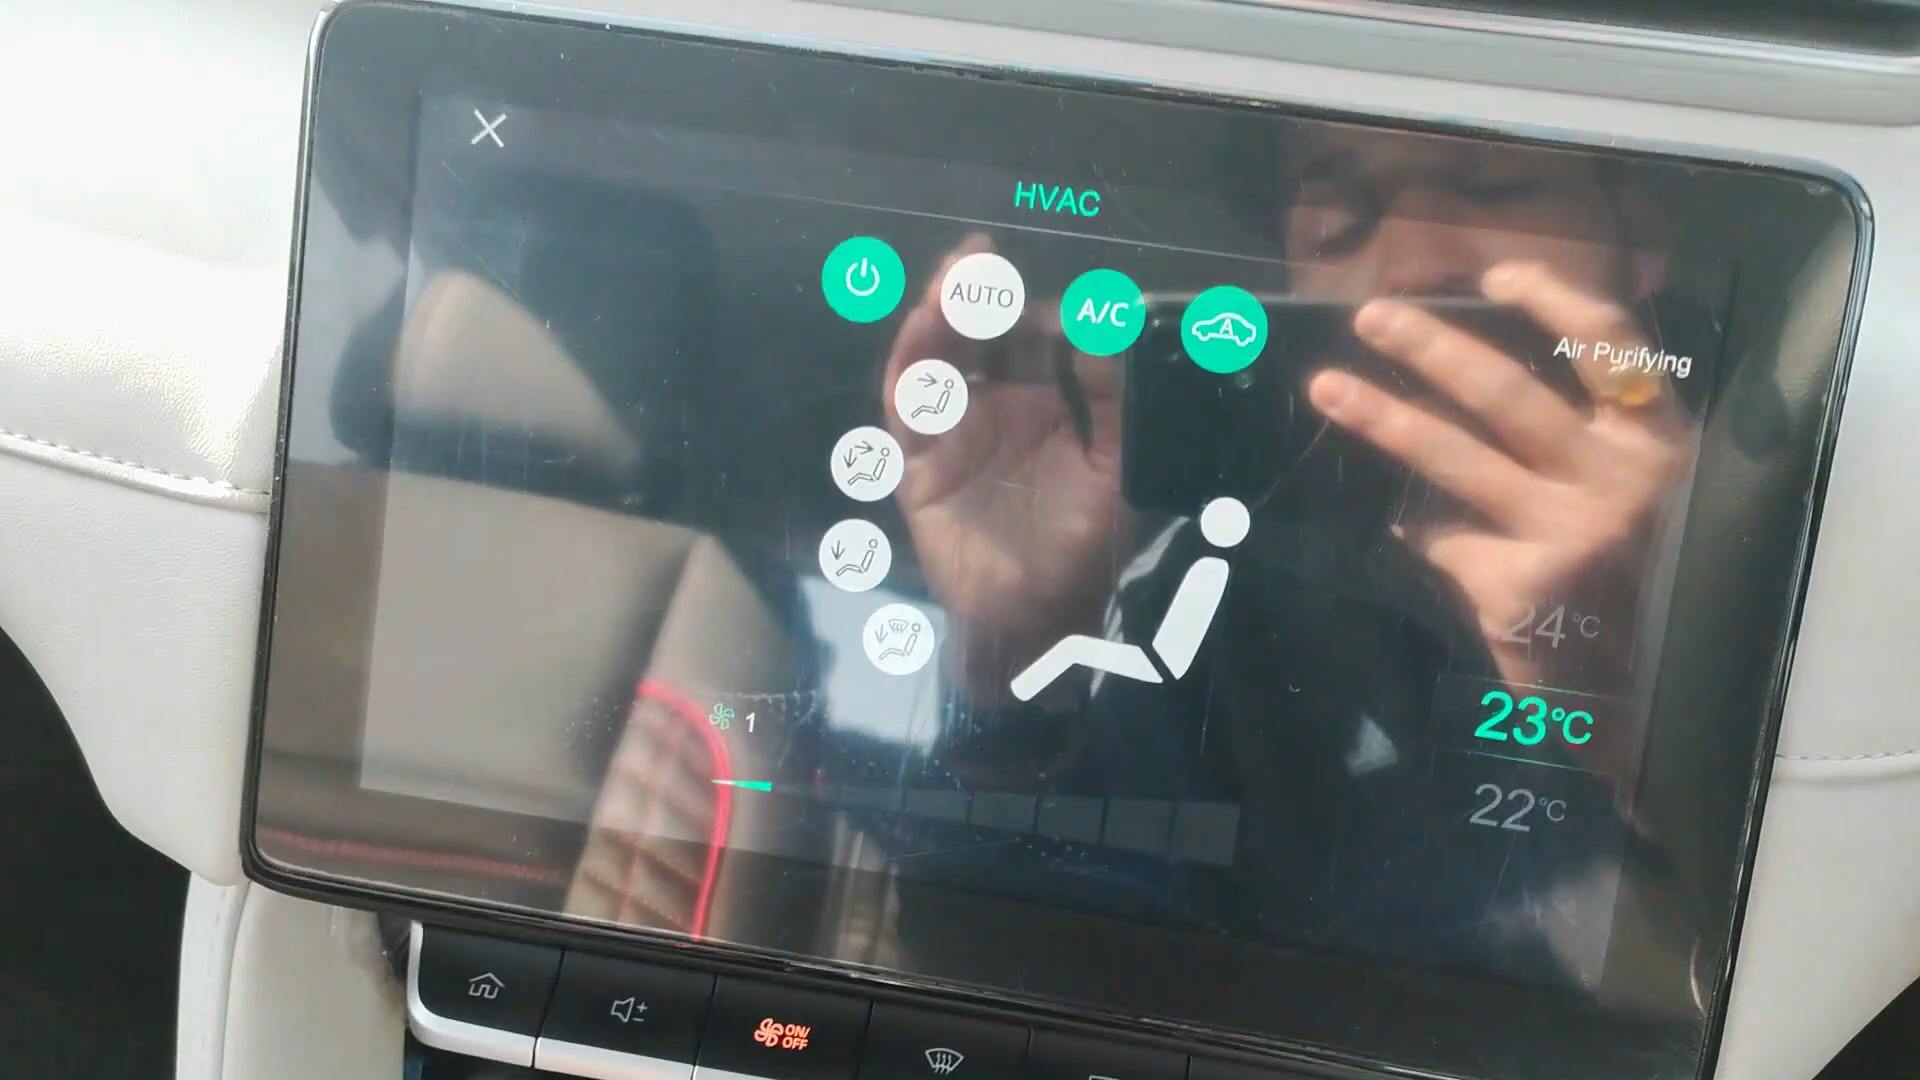 HVAC
AUTO
A/C
A
Air Purifying
24°C
1
23°C
22°C
ON/
OFF